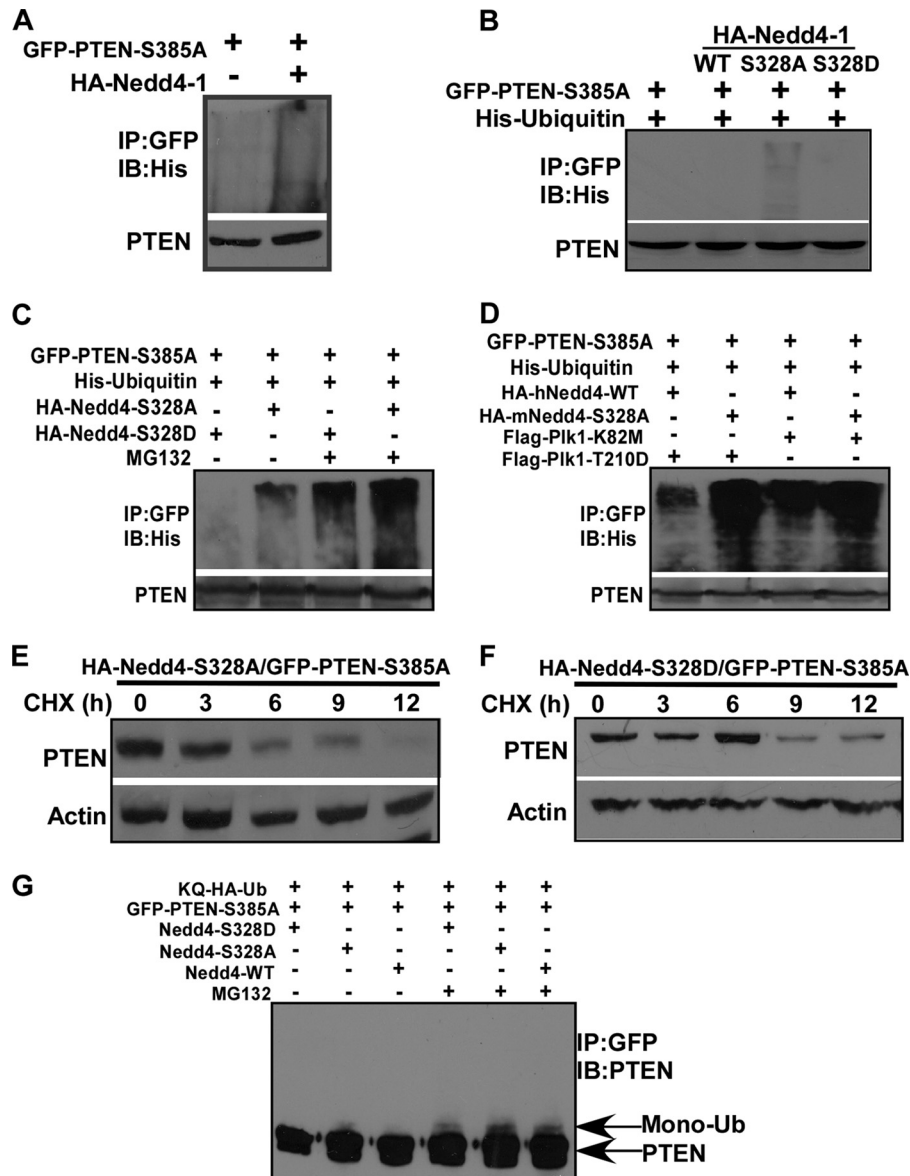 A
GFP-PTEN-S385A + +
HA-Nedd4-1 - +
IP:GFP
IB:His
PTEN
B
HA-Nedd4-1
WT S328A S328D
GFP-PTEN-S385A + + + +
His-Ubiquitin + + + +
IP:GFP
IB:His
PTEN
C
GFP-PTEN-S385A + + + +
His-Ubiquitin + + + +
HA-Nedd4-S328A - + - +
HA-Nedd4-S328D + - + -
MG132 - - + +
IP:GFP
IB:His
PTEN
D
GFP-PTEN-S385A + + + +
His-Ubiquitin + + + +
HA-hNedd4-WT + - + -
HA-mNedd4-S328A - + - +
Flag-Plk1-K82M - - + +
Flag-Plk1-T210D + + - -
IP:GFP
IB:His
PTEN
E
HA-Nedd4-S328A/GFP-PTEN-S385A
CHX (h) 0 3 6 9 12
PTEN
Actin
F
HA-Nedd4-S328D/GFP-PTEN-S385A
CHX (h) 0 3 6 9 12
PTEN
Actin
G
KQ-HA-Ub + + + + + +
GFP-PTEN-S385A + + + + + +
Nedd4-S328D + - - + - -
Nedd4-S328A - + - - + -
Nedd4-WT - - + - - +
MG132 - - - + + +
IP:GFP
IB:PTEN
Mono-Ub
PTEN